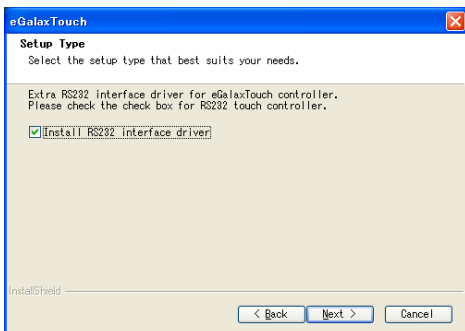 eGalaxTouch
Setup Type
Select the setup type that best suits your needs.
Extra RS232 interface driver for eGalaxTouch controller.
Please check the check box for RS232 touch controller.
Install RS232 interface driver
InstallShield
< Back
Next >
Cancel